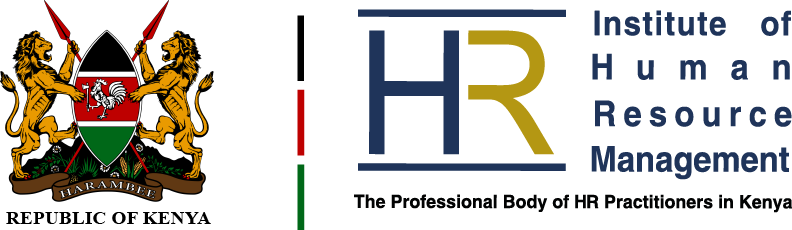 HARAMBEE
REPUBLIC OF KENYA
HR
Institute of
Human
Resource
Management
The Professional Body of HR Practitioners in Kenya